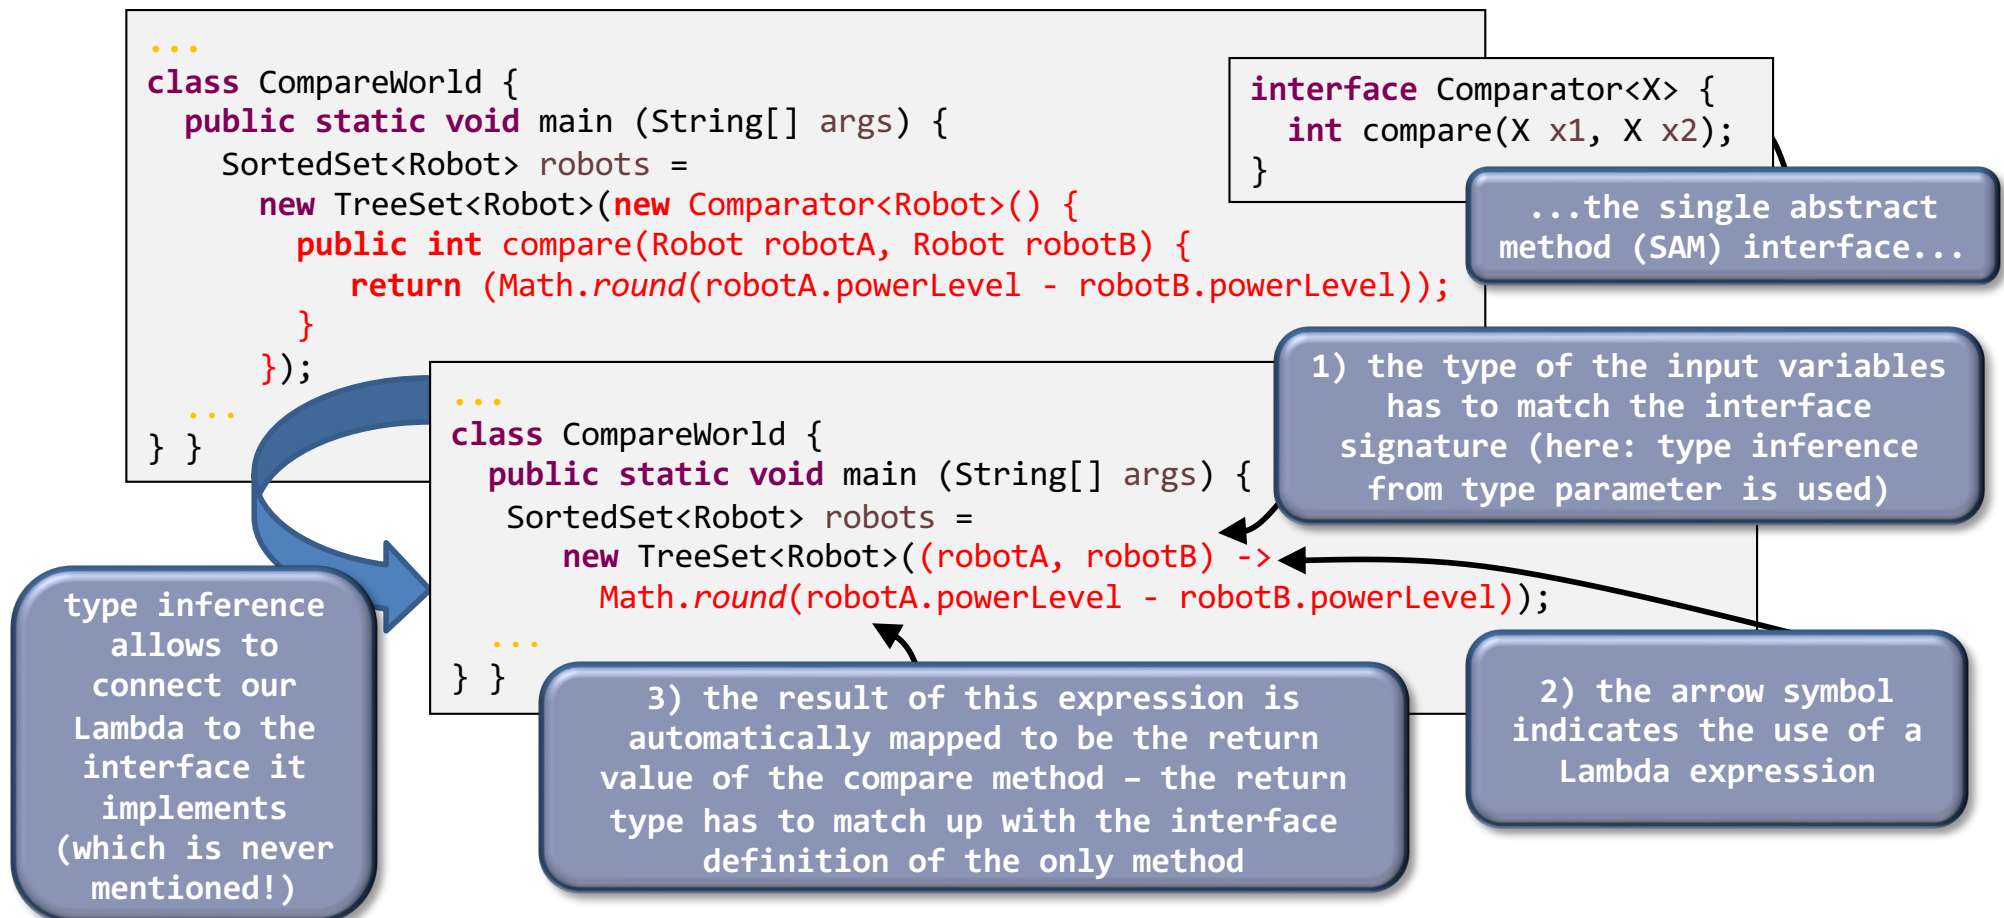 ...
class CompareWorld {
public static void main (String[] args) {
SortedSet<Robot> robots =
new TreeSet<Robot>(new Comparator<Robot>() {
public int compare(Robot robotA, Robot robotB) {
return (Math.round(robotA.powerLevel - robotB.powerLevel));
}
});
...
} }
interface Comparator<X> {
int compare(X x1, X x2);
}
...the single abstract
method (SAM) interface...
...
class CompareWorld {
public static void main (String[] args) {
SortedSet<Robot> robots =
new TreeSet<Robot>((robotA, robotB) ->
Math.round(robotA.powerLevel - robotB.powerLevel));
...
} }
1) the type of the input variables
has to match the interface
signature (here: type inference
from type parameter is used)
type inference
allows to
connect our
Lambda to the
interface it
implements
(which is never
mentioned!)
3) the result of this expression is
automatically mapped to be the return
value of the compare method – the return
type has to match up with the interface
definition of the only method
2) the arrow symbol
indicates the use of a
Lambda expression